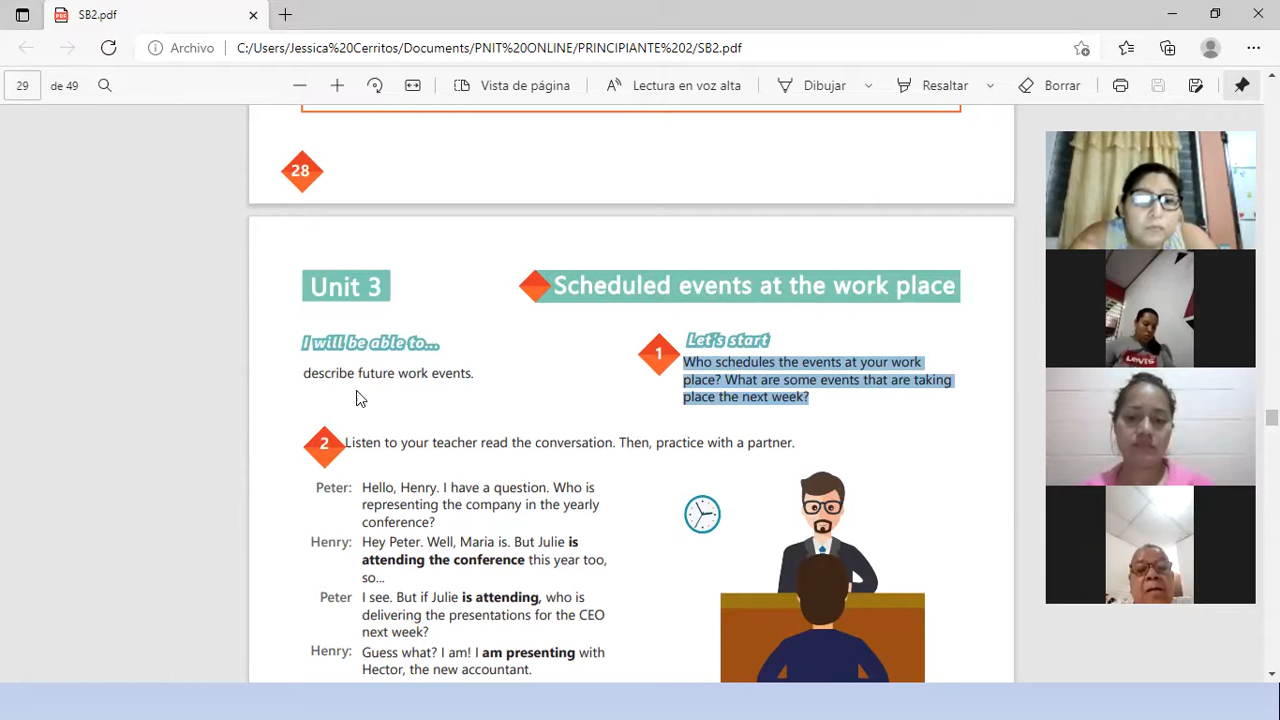 SB2.pdf
Archivo
C:/Users/Jessica%20Cerritos/Documents/PNIT%20ONLINE/PRINCIPIANTE%202/SB2.pdf
29 de 49
Vista de página
Lectura en voz alta
Dibujar
Resaltar
Borrar
28
Unit 3
Scheduled events at the work place
I will be able to...
describe future work events.
1
Let's start
Who schedules the events at your work
place? What are some events that are taking
place the next week?
2
Listen to your teacher read the conversation. Then, practice with a partner.
Peter: Hello, Henry. I have a question. Who is
representing the company in the yearly
conference?
Henry: Hey Peter. Well, Maria is. But Julie is
attending the conference this year too,
so...
Peter I see. But if Julie is attending, who is
delivering the presentations for the CEO
next week?
Henry: Guess what? I am! I am presenting with
Hector, the new accountant.
LEVI'S